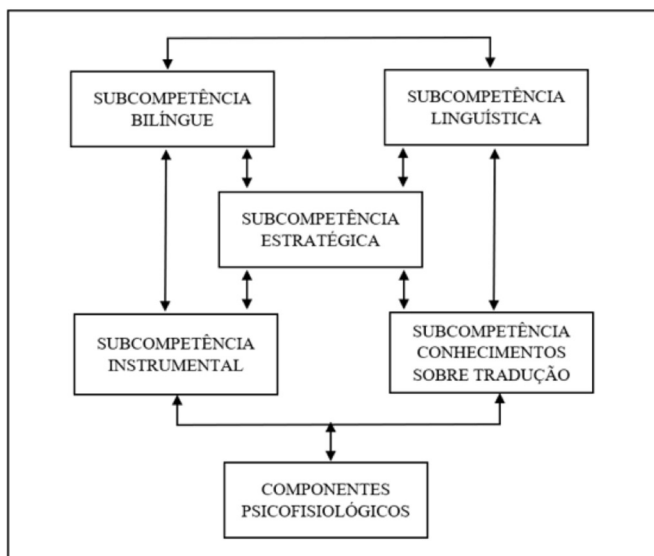 SUBCOMPETÊNCIA
BILÍNGUE
SUBCOMPETÊNCIA
LINGUÍSTICA
SUBCOMPETÊNCIA
ESTRATÉGICA
SUBCOMPETÊNCIA
INSTRUMENTAL
SUBCOMPETÊNCIA
CONHECIMENTOS
SOBRE TRADUÇÃO
COMPONENTES
PSICOFISIOLÓGICOS